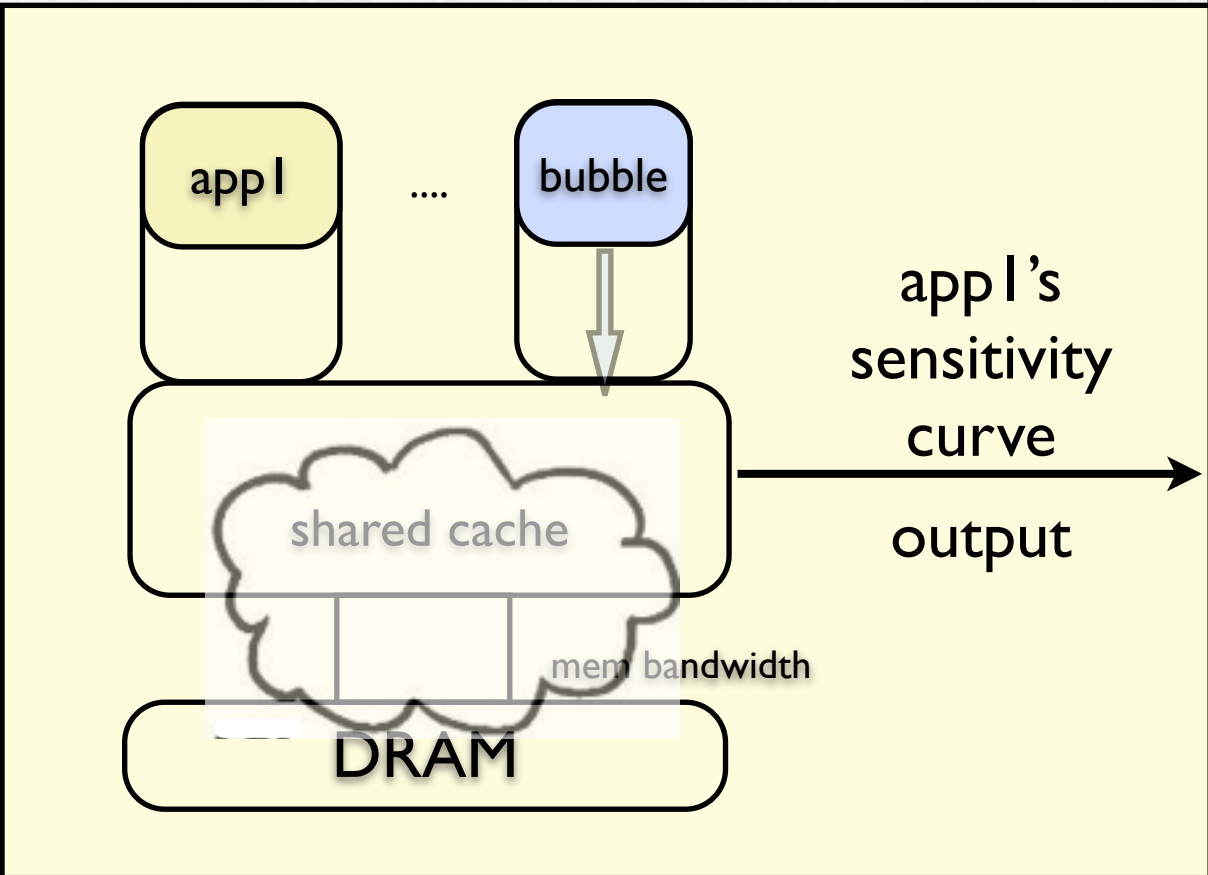 app1
....
bubble
app1's
sensitivity
curve
output
shared cache
mem bandwidth
DRAM